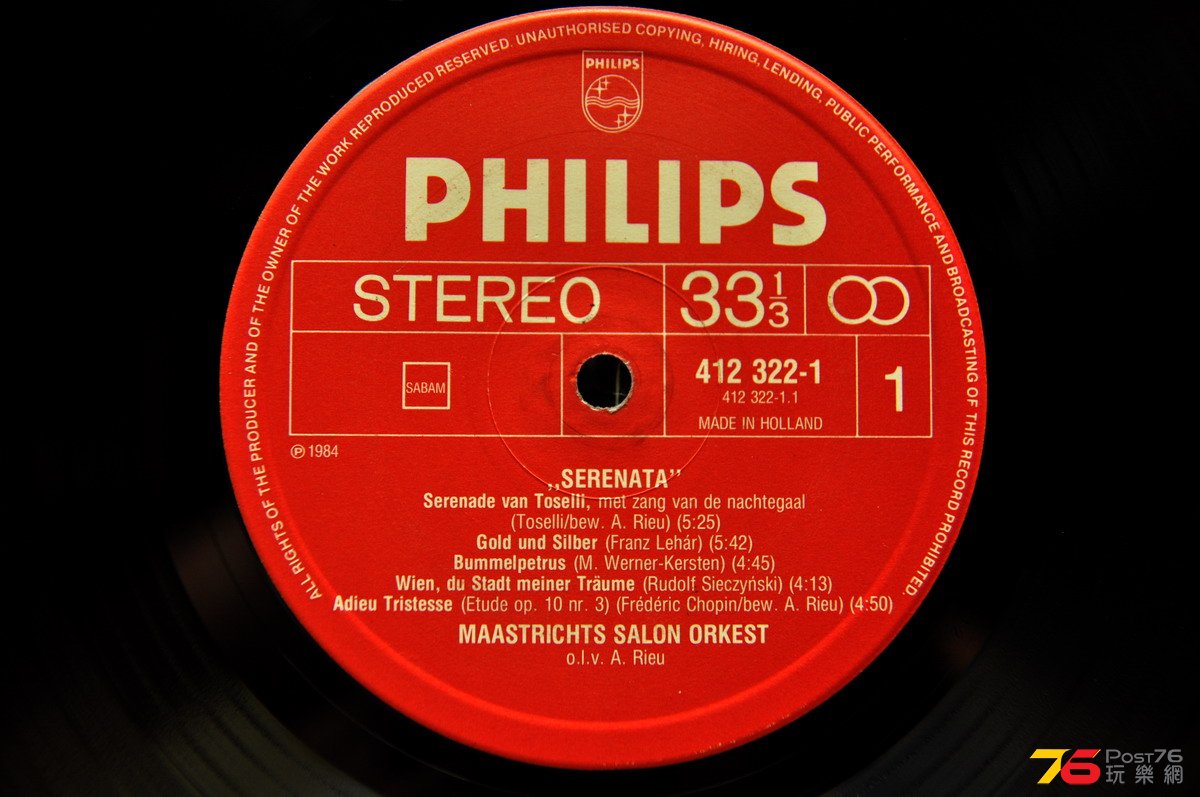 ALL RIGHTS OF THE PRODUCER AND OF THE OWNER OF THE WORK REPRODUCED RESERVED. UNAUTHORISED COPYING, HIRING, LENDING, PUBLIC PERFORMANCE AND BROADCASTING OF THIS RECORD PROHIBITED.
PHILIPS
PHILIPS
STEREO 33⅓
SABAM
412 322-1
412 322-1.1
MADE IN HOLLAND
1
℗ 1984
,,SERENATA”
Serenade van Toselli, met zang van de nachtegaal
(Toselli/bew. A. Rieu) (5:25)
Gold und Silber (Franz Lehár) (5:42)
Bummelpetrus (M. Werner-Kersten) (4:45)
Wien, du Stadt meiner Träume (Rudolf Sieczyński) (4:13)
Adieu Tristesse (Etude op. 10 nr. 3) (Frédéric Chopin/bew. A. Rieu) (4:50)
MAASTRICHTS SALON ORKEST
o.l.v. A. Rieu
76 POST76
玩樂網